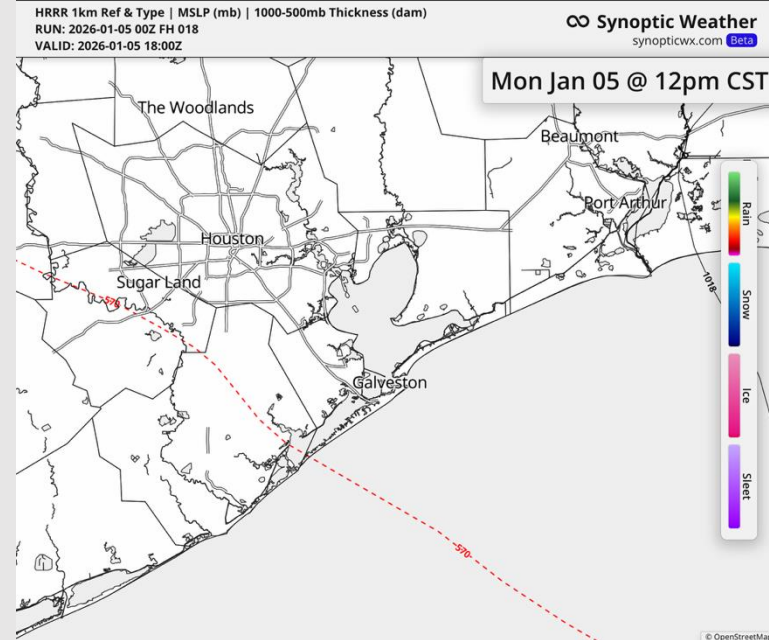 HRRR 1km Ref & Type | MSLP (mb) | 1000-500mb Thickness (dam)
RUN: 2026-01-05 00Z FH 018
VALID: 2026-01-05 18:00Z
Synoptic Weather
synopticwx.com Beta
Mon Jan 05 @ 12pm CST
The Woodlands
Beaumont
Port Arthur
Houston
Sugar Land
Galveston
570
570
1018
Rain
Snow
Ice
Sleet
© OpenStreetMa